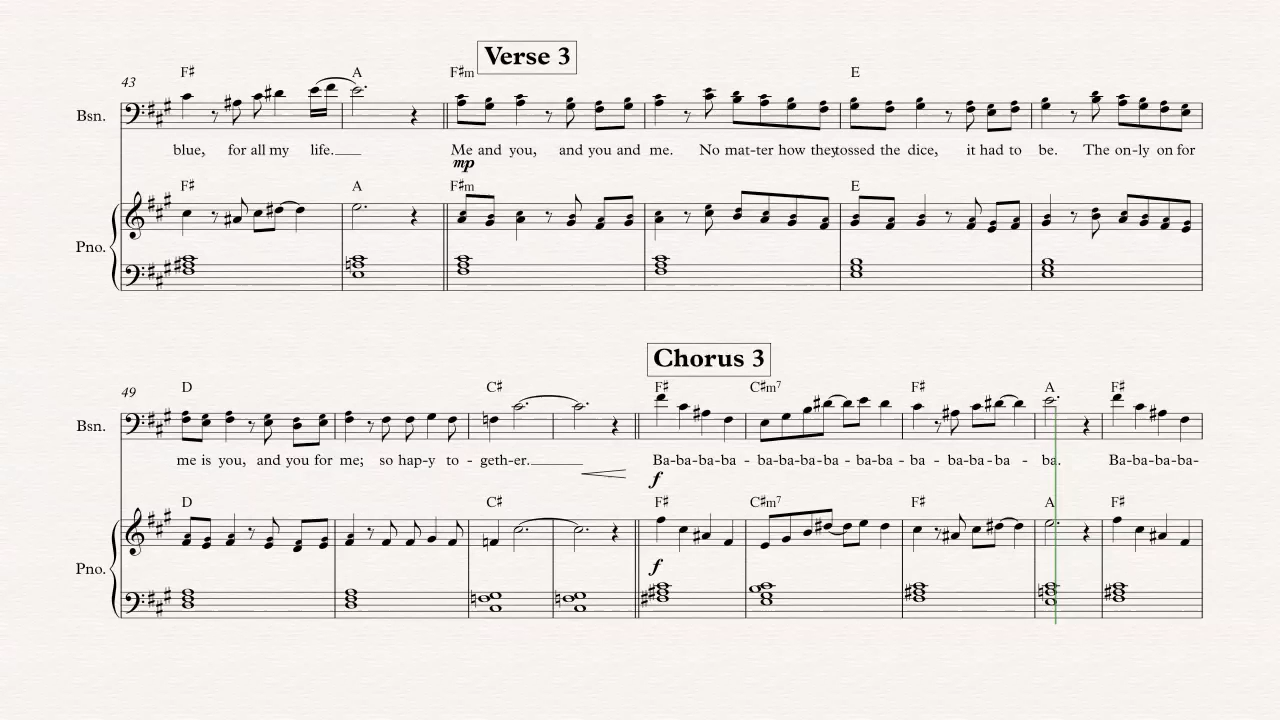 Verse 3
43 F♯ A F♯m E
Bsn.
blue, for all my life.___ Me and you, and you and me. No mat-ter how they tossed the dice, it had to be. The on-ly on for
mp
F♯ A F♯m E
Pno.
Chorus 3
49 D C♯ F♯ C♯m7 F♯ A F♯
Bsn.
me is you, and you for me; so hap-y to - geth-er.___ Ba-ba-ba-ba - ba-ba-ba-ba - ba-ba - ba - ba-ba-ba - ba. Ba-ba-ba-ba-
f
D C♯ F♯ C♯m7 F♯ A F♯
Pno.
f